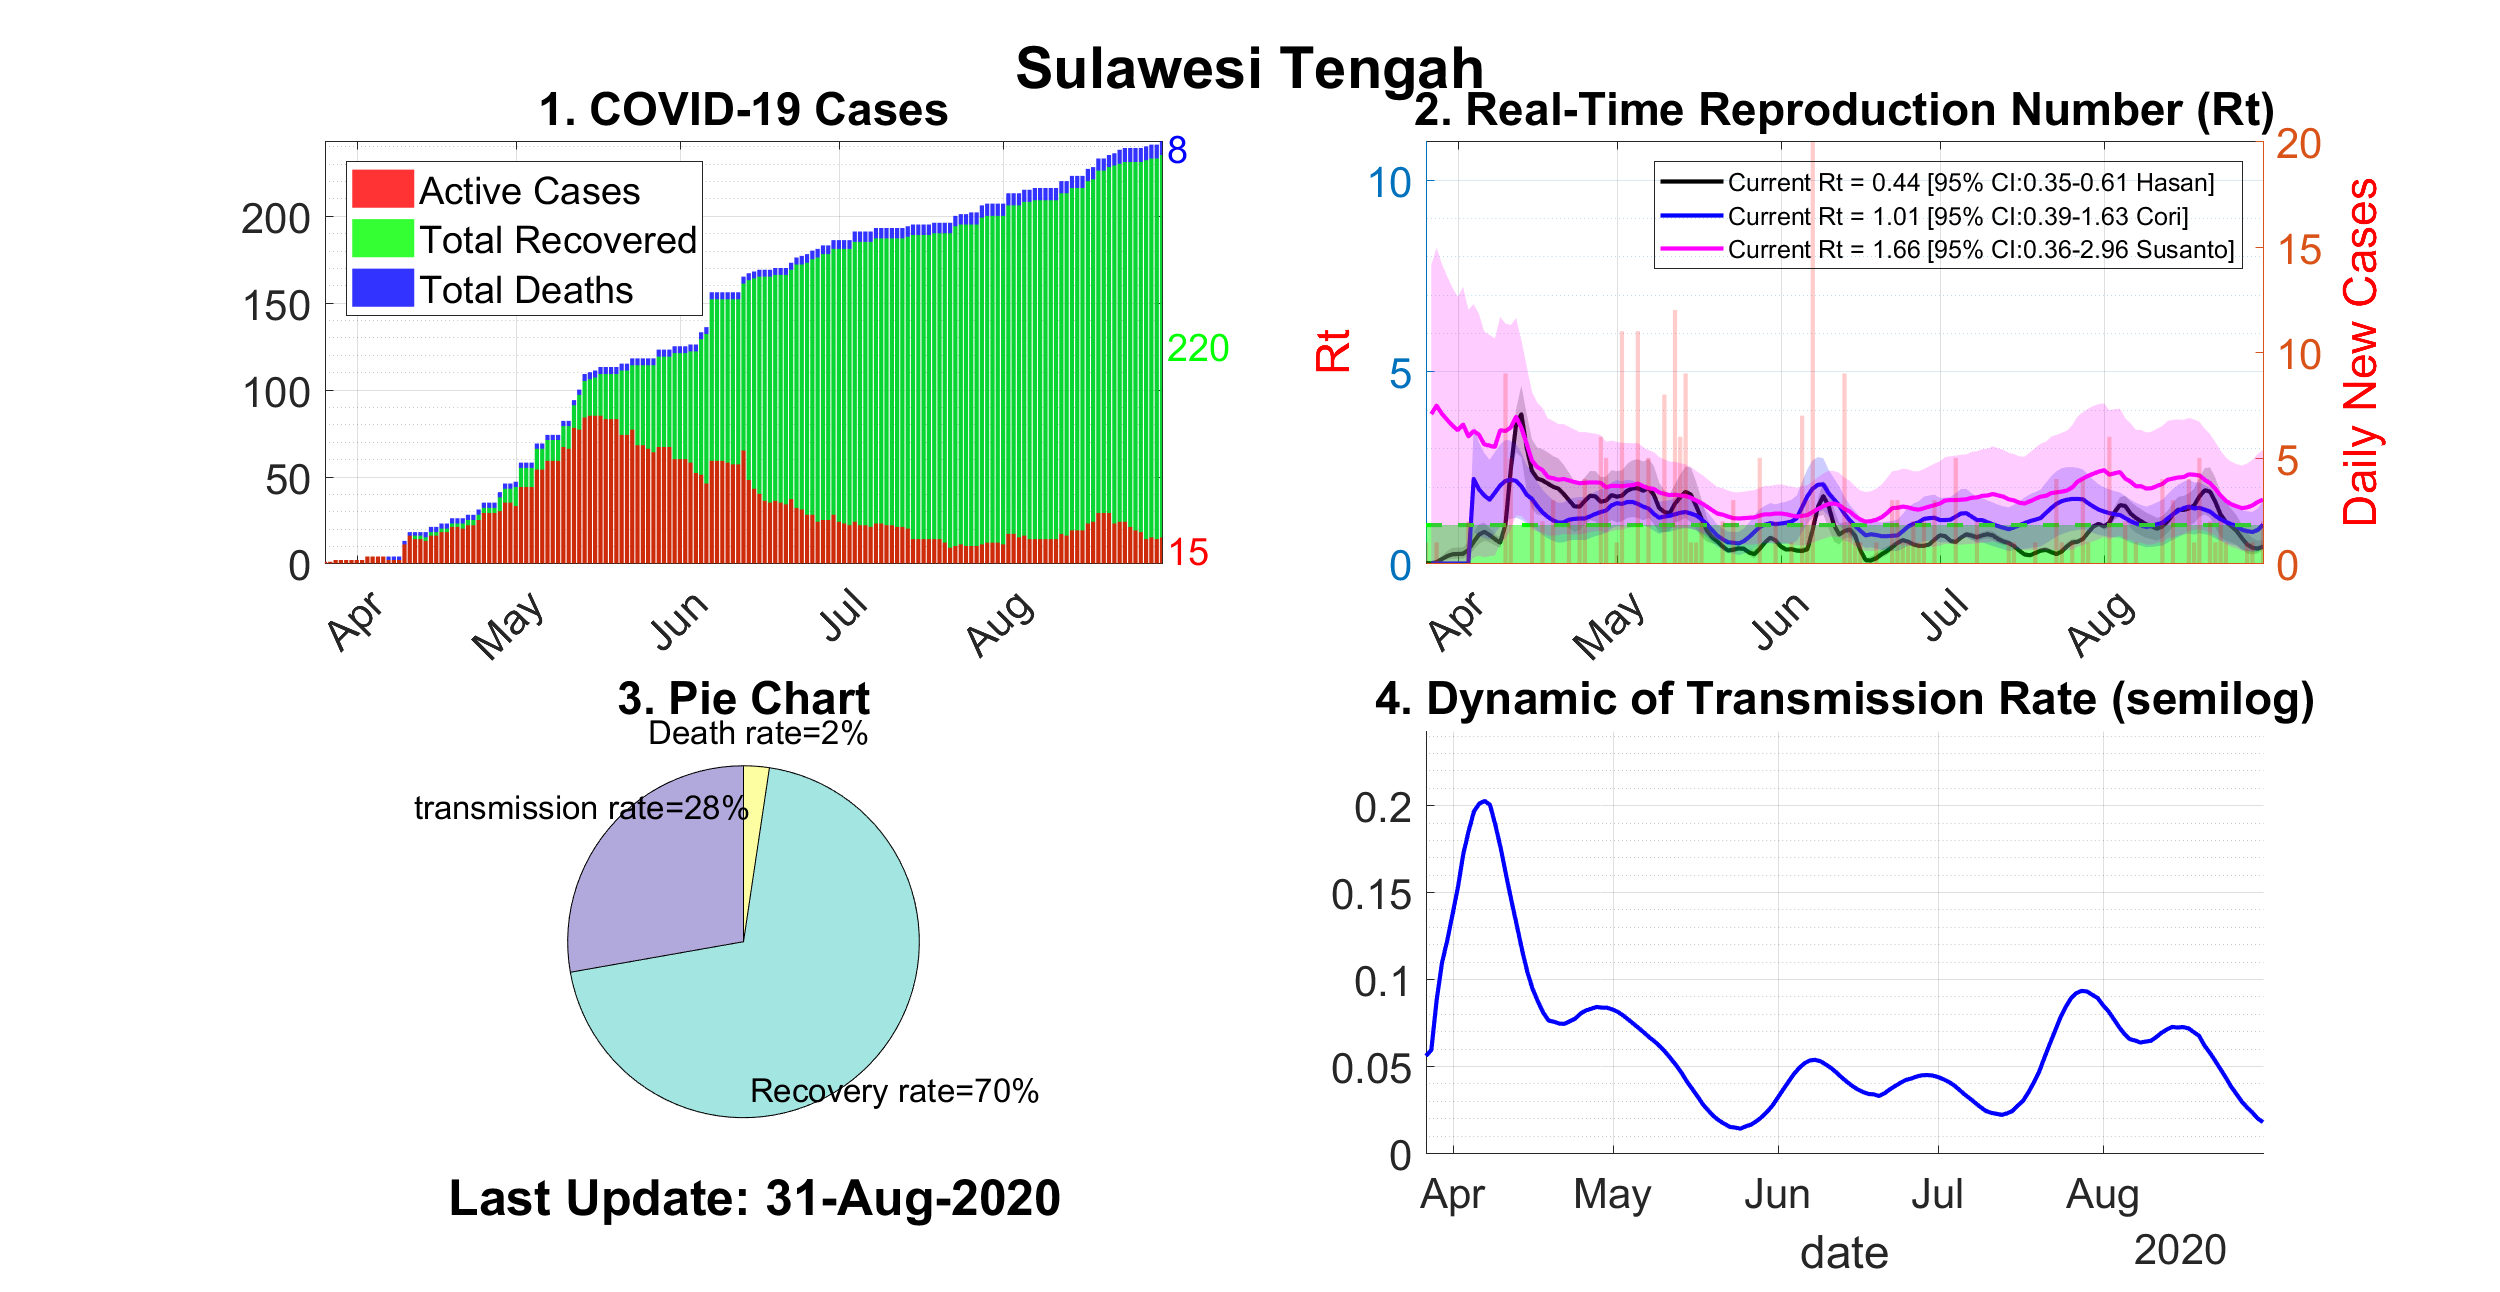 Sulawesi Tengah
1. COVID-19 Cases
Active Cases
Total Recovered
Total Deaths
200
150
100
50
0
8
220
15
Apr
May
Jun
Jul
Aug
2. Real-Time Reproduction Number (Rt)
Current Rt = 0.44 [95% CI:0.35-0.61 Hasan]
Current Rt = 1.01 [95% CI:0.39-1.63 Cori]
Current Rt = 1.66 [95% CI:0.36-2.96 Susanto]
Rt
10
5
0
20
15
10
5
0
Daily New Cases
Apr
May
Jun
Jul
Aug
3. Pie Chart
Death rate=2%
transmission rate=28%
Recovery rate=70%
Last Update: 31-Aug-2020
4. Dynamic of Transmission Rate (semilog)
0.2
0.15
0.1
0.05
0
Apr
May
Jun
Jul
Aug
date
2020